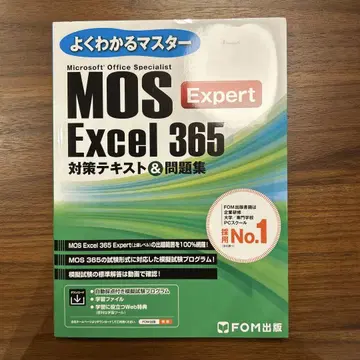 よくわかるマスター
Microsoft Office Specialist
MOS Expert
Excel 365
対策テキスト&問題集
FOM出版書籍は
企業研修
大学/専門学校
PCスクール
採用 No.1
MOS Excel 365 Expert(上級レベル)の出題範囲を100%網羅!
MOS 365の試験形式に対応した模擬試験プログラム!
模擬試験の標準解答は動画で確認!
ダウンロード
自動採点付き模擬試験プログラム
学習ファイル
学習に役立つWeb特典
FOM出版